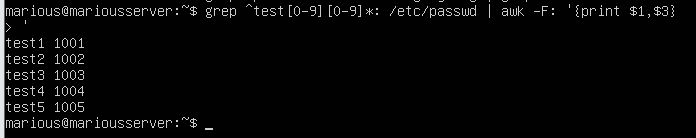 marious@mariousserver:~$ grep ^test[0-9][0-9]*: /etc/passwd | awk -F: '{print $1,$3}
> '
test1 1001
test2 1002
test3 1003
test4 1004
test5 1005
marious@mariousserver:~$ _